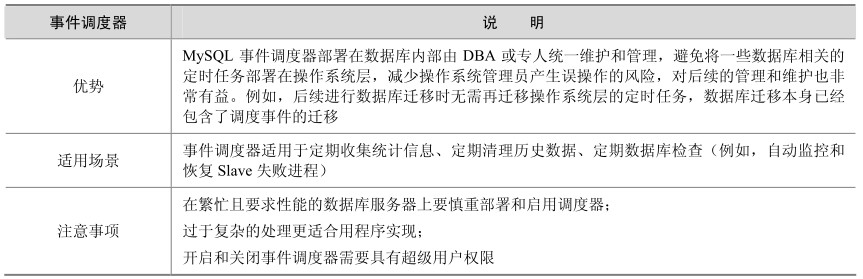 事件调度器 说 明
优势
MySQL 事件调度器部署在数据库内部由 DBA 或专人统一维护和管理，避免将一些数据库相关的
定时任务部署在操作系统层，减少操作系统管理员产生误操作的风险，对后续的管理和维护也非
常有益。例如，后续进行数据库迁移时无需再迁移操作系统层的定时任务，数据库迁移本身已经
包含了调度事件的迁移
适用场景
事件调度器适用于定期收集统计信息、定期清理历史数据、定期数据库检查（例如，自动监控和
恢复 Slave 失败进程）
注意事项
在繁忙且要求性能的数据库服务器上要慎重部署和启用调度器；
过于复杂的处理更适合用程序实现；
开启和关闭事件调度器需要具有超级用户权限